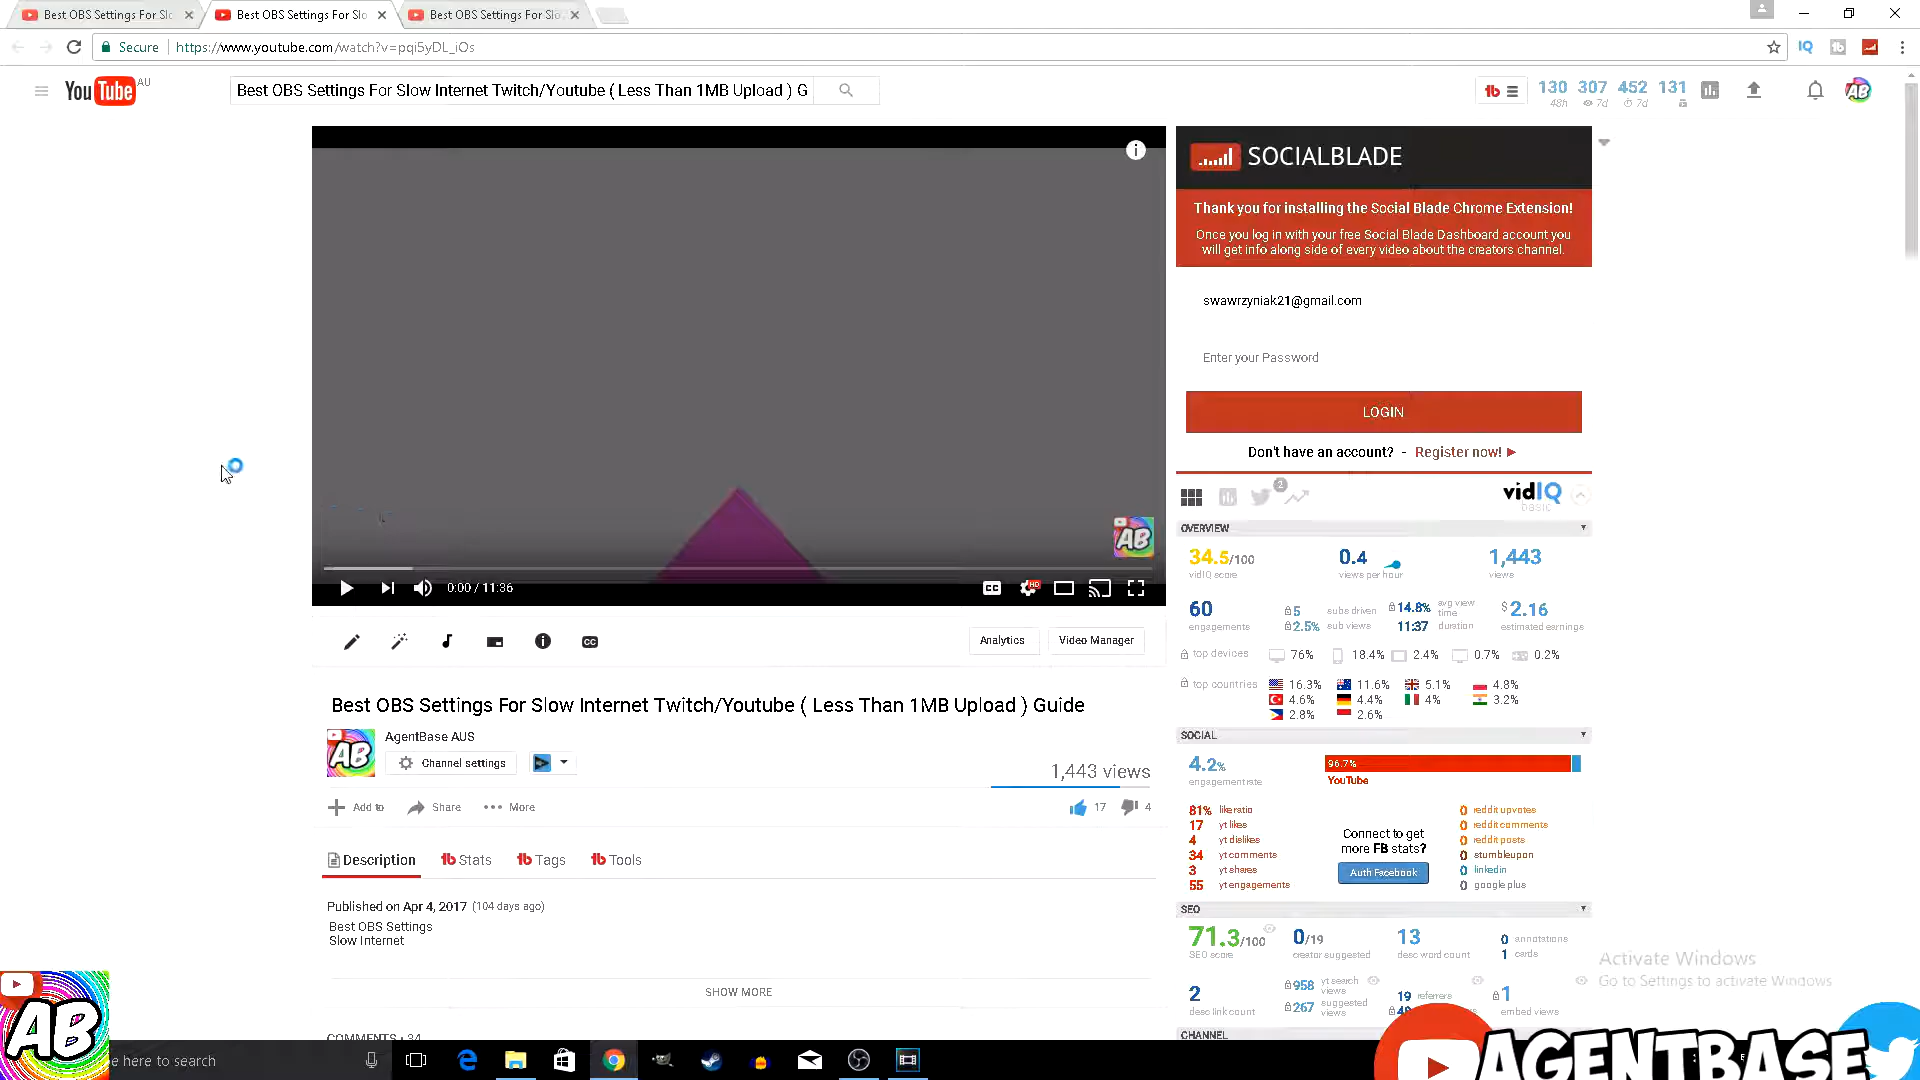 Best OBS Settings For Slo
Best OBS Settings For Slo
Best OBS Settings For Slo
Secure
https://www.youtube.com/watch?v=pqi5yDL_iOs
IQ
YouTube AU
Best OBS Settings For Slow Internet Twitch/Youtube ( Less Than 1MB Upload ) G
130 307 452 131
48h 7d 7d
SOCIALBLADE
Thank you for installing the Social Blade Chrome Extension!
Once you log in with your free Social Blade Dashboard account you
will get info along side of every video about the creators channel.
swawrzyniak21@gmail.com
Enter your Password
LOGIN
Don't have an account? - Register now!
2
vidIQ
BASIC
AB
0:00 / 11:36
CC
HD
OVERVIEW
34.5/100 0.4 1,443
vidIQ score views per hour views
60 5 subs driven 14.8% avg view time $2.16
engagements 2.5% sub views 11:37 duration estimated earnings
top devices 76% 18.4% 2.4% 0.7% 0.2%
top countries 16.3% 11.6% 5.1% 4.8%
4.6% 4.4% 4% 3.2%
2.8% 2.6%
Analytics
Video Manager
Best OBS Settings For Slow Internet Twitch/Youtube ( Less Than 1MB Upload ) Guide
AB
AgentBase AUS
Channel settings
1,443 views
Add to Share More
17 4
SOCIAL
4.2% 96.7%
engagement rate YouTube
81% like ratio
17 yt likes
4 yt dislikes
34 yt comments
3 yt shares
55 yt engagements
Connect to get
more FB stats?
Auth Facebook
0 reddit upvotes
0 reddit comments
0 reddit posts
0 stumbleupon
0 linkedin
0 google plus
Description Stats Tags Tools
Published on Apr 4, 2017 (104 days ago)
Best OBS Settings
Slow Internet
SHOW MORE
COMMENTS • 34
SEO
71.3/100 0/19 13 0 annotations
SEO score creator suggested desc word count 1 cards
2 958 yt search views 19 referrers 1
desc link count 267 suggested views embed views
CHANNEL
Activate Windows
Go to Settings to activate Windows
AB
here to search
AGENTBASE